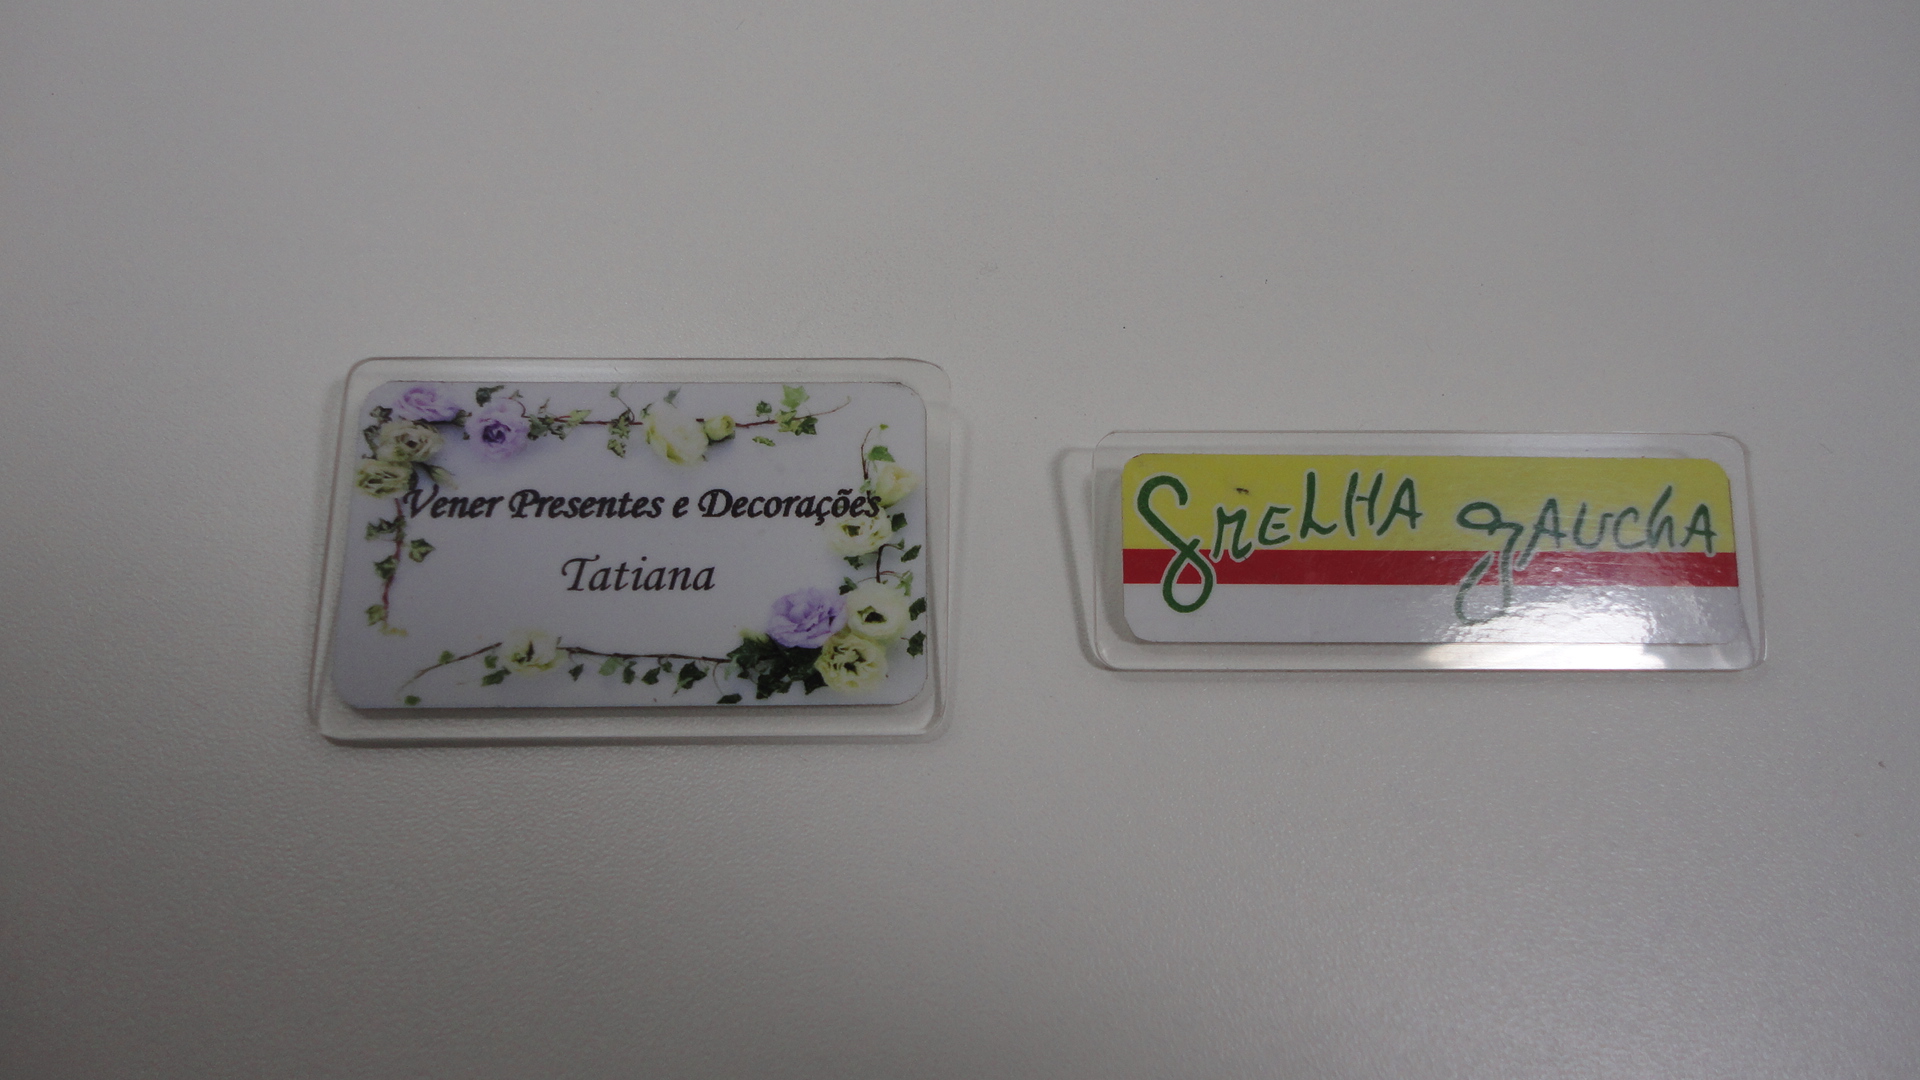 Vener Presentes e Decorações
Tatiana
GRELHA gAUCHA